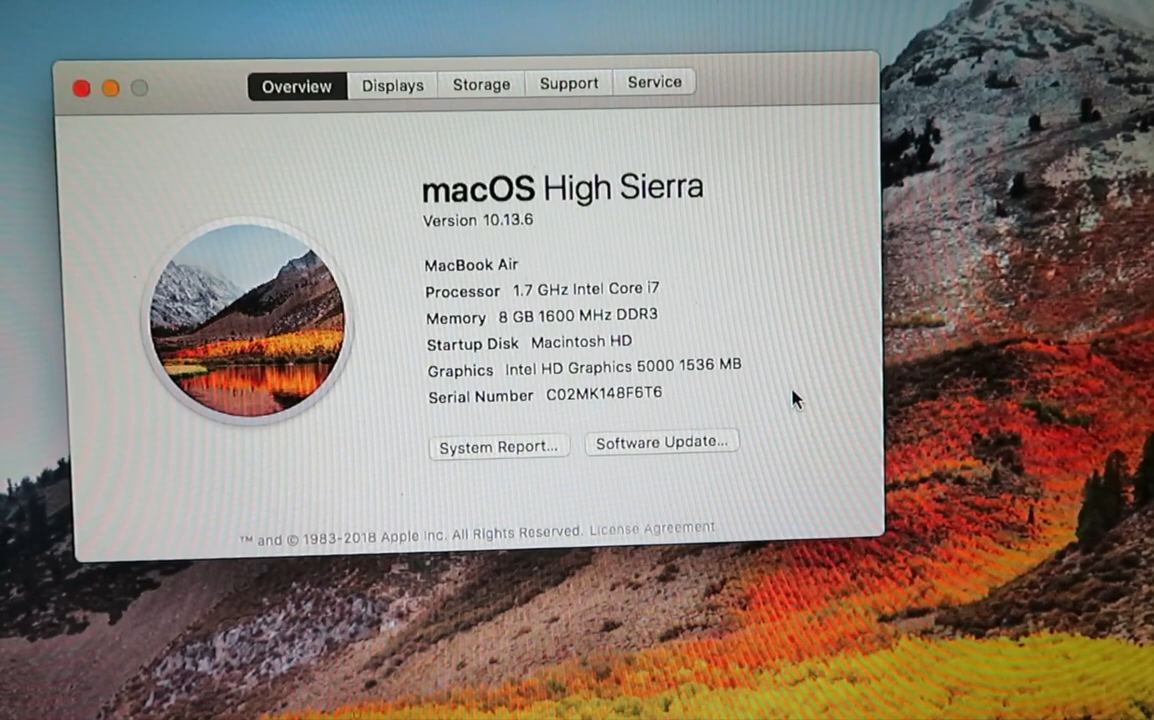 Overview Displays Storage Support Service
macOS High Sierra
Version 10.13.6
MacBook Air
Processor 1.7 GHz Intel Core i7
Memory 8 GB 1600 MHz DDR3
Startup Disk Macintosh HD
Graphics Intel HD Graphics 5000 1536 MB
Serial Number C02MK148F6T6
System Report... Software Update...
™ and © 1983-2018 Apple Inc. All Rights Reserved. License Agreement